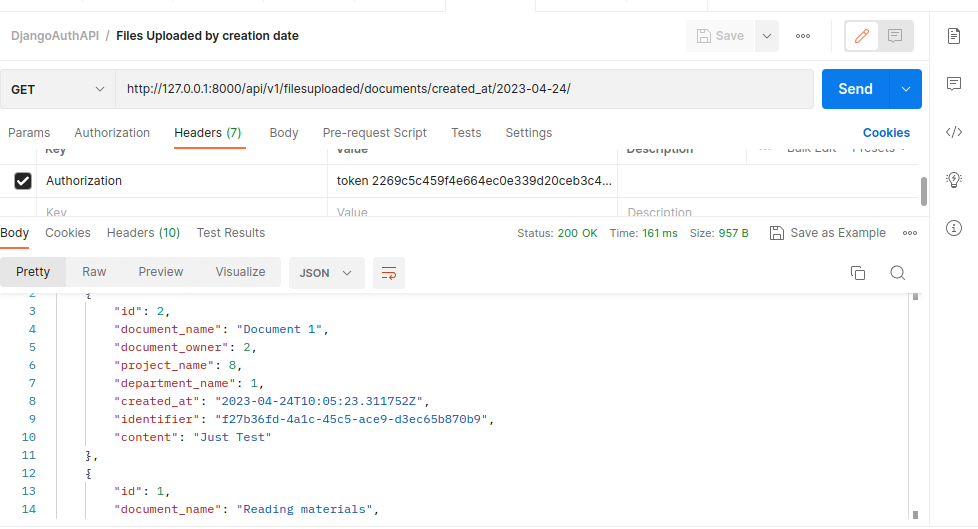 DjangoAuthAPI / Files Uploaded by creation date
Save
GET
http://127.0.0.1:8000/api/v1/filesuploaded/documents/created_at/2023-04-24/
Send
Params Authorization Headers (7) Body Pre-request Script Tests Settings Cookies
Key Value Description Bulk Edit Presets
Authorization token 2269c5c459f4e664ec0e339d20ceb3c4...
Key Value Description
Body Cookies Headers (10) Test Results Status: 200 OK Time: 161 ms Size: 957 B Save as Example
Pretty Raw Preview Visualize JSON
2 {
3 "id": 2,
4 "document_name": "Document 1",
5 "document_owner": 2,
6 "project_name": 8,
7 "department_name": 1,
8 "created_at": "2023-04-24T10:05:23.311752Z",
9 "identifier": "f27b36fd-4a1c-45c5-ace9-d3ec65b870b9",
10 "content": "Just Test"
11 },
12 {
13 "id": 1,
14 "document_name": "Reading materials",